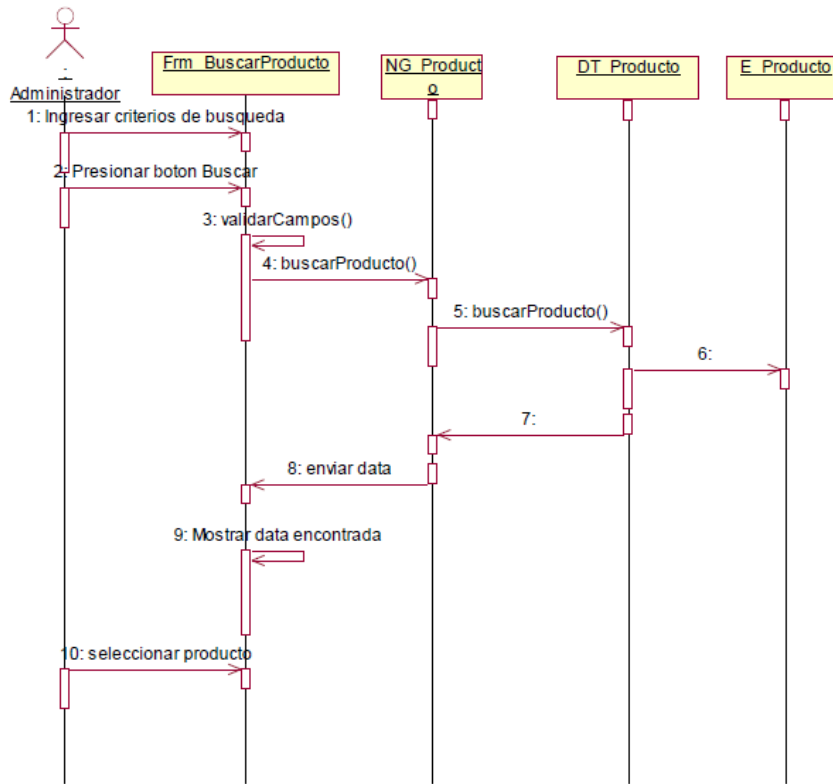 Frm_BuscarProducto
NG_Product
o
DT_Producto
E_Producto
: Administrador
1: Ingresar criterios de busqueda
2: Presionar boton Buscar
3: validarCampos()
4: buscarProducto()
5: buscarProducto()
6:
7:
8: enviar data
9: Mostrar data encontrada
10: seleccionar producto